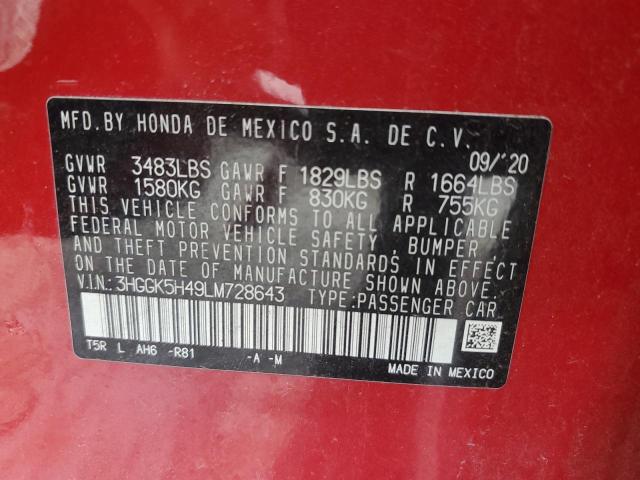 MFD.BY HONDA DE MEXICO S.A. DE C.V.
09/'20
GVWR 3483LBS GAWR F 1829LBS R 1664LBS
GVWR 1580KG GAWR F 830KG R 755KG
THIS VEHICLE CONFORMS TO ALL APPLICABLE
FEDERAL MOTOR VEHICLE SAFETY , BUMPER ,
AND THEFT PREVENTION STANDARDS IN EFFECT ON
THE DATE OF MANUFACTURE SHOWN ABOVE.
V.I.N.:3HGGK5H49LM728643 TYPE:PASSENGER CAR
T5R L AH6 -R81 -A -M
MADE IN MEXICO